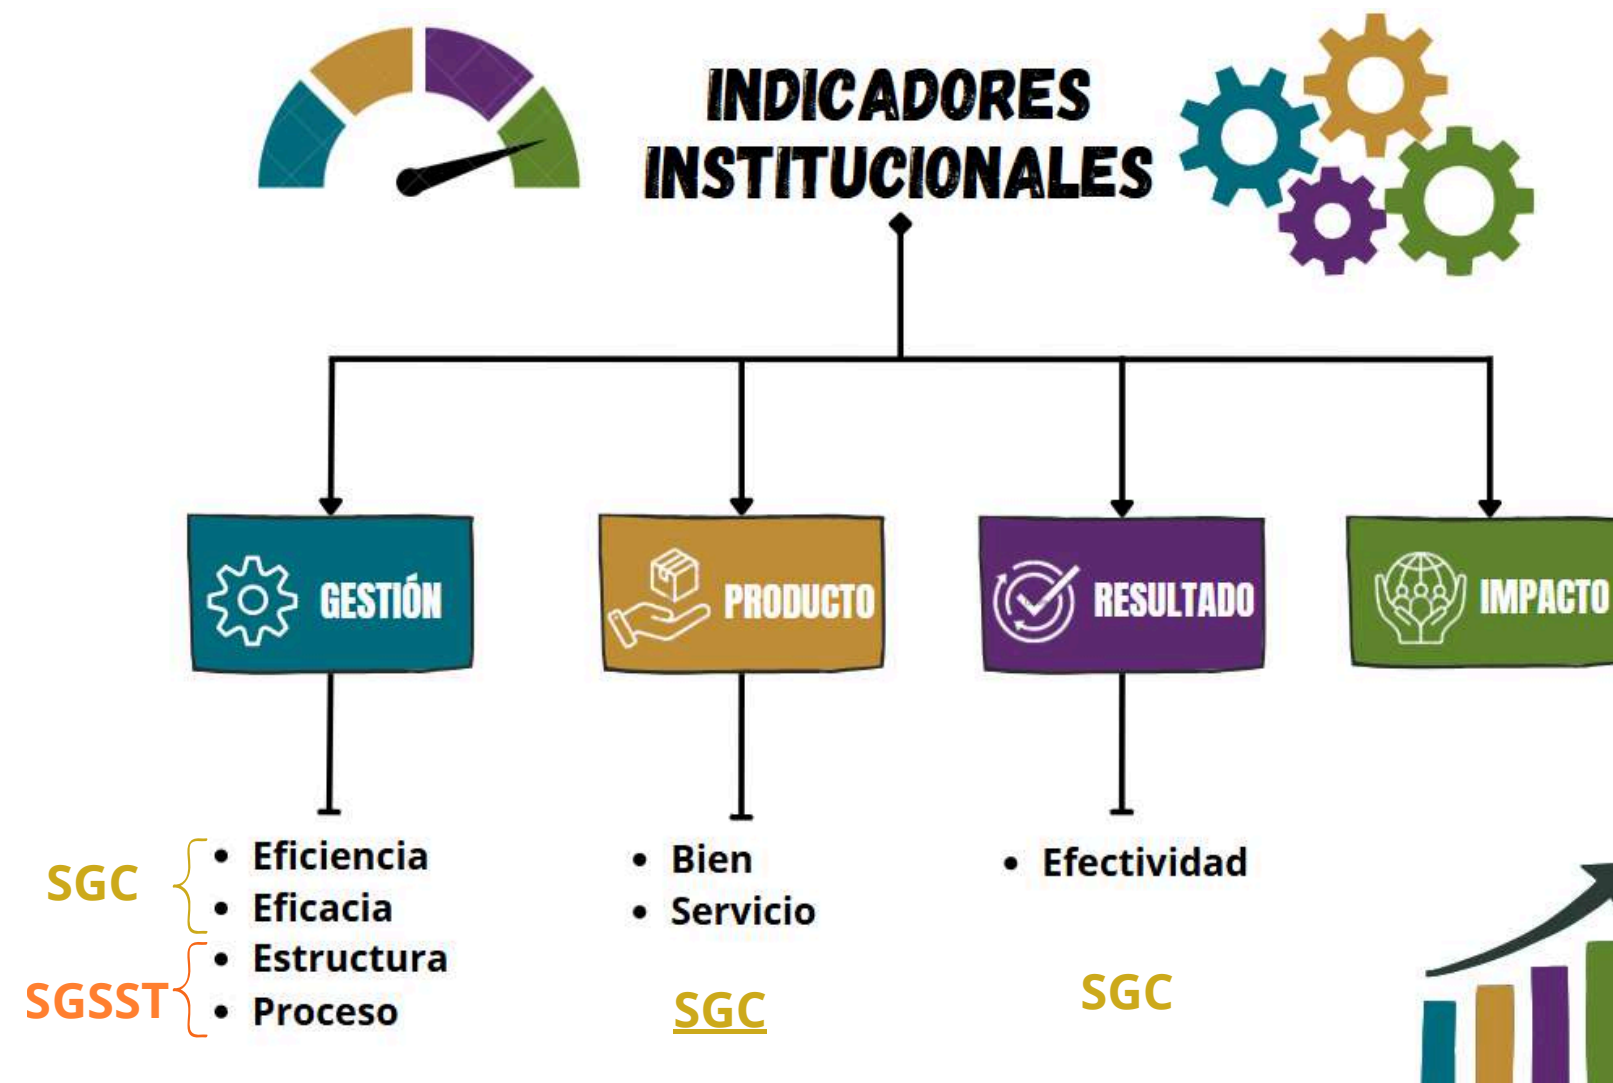 INDICADORES
INSTITUCIONALES
GESTIÓN
PRODUCTO
RESULTADO
IMPACTO
SGC
• Eficiencia
• Eficacia
SGSST
• Estructura
• Proceso
• Bien
• Servicio
SGC
• Efectividad
SGC